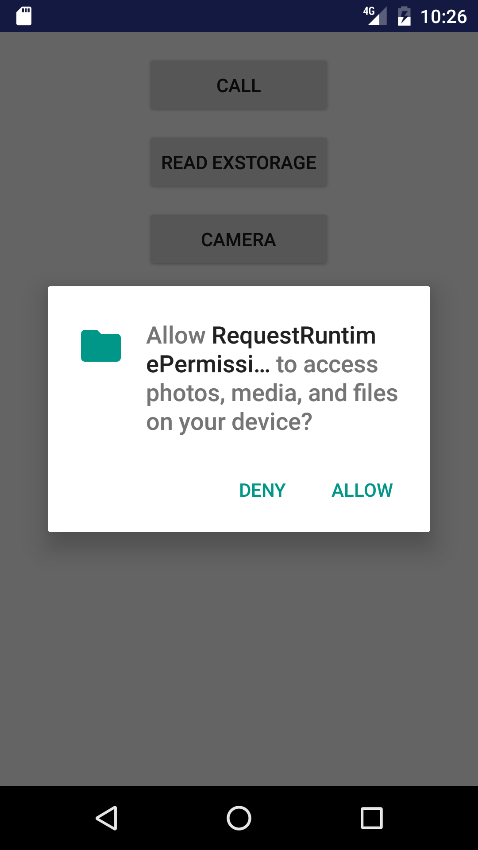 4G 10:26
CALL
READ EXSTORAGE
CAMERA
Allow RequestRuntim
ePermissi... to access
photos, media, and files
on your device?
DENY ALLOW